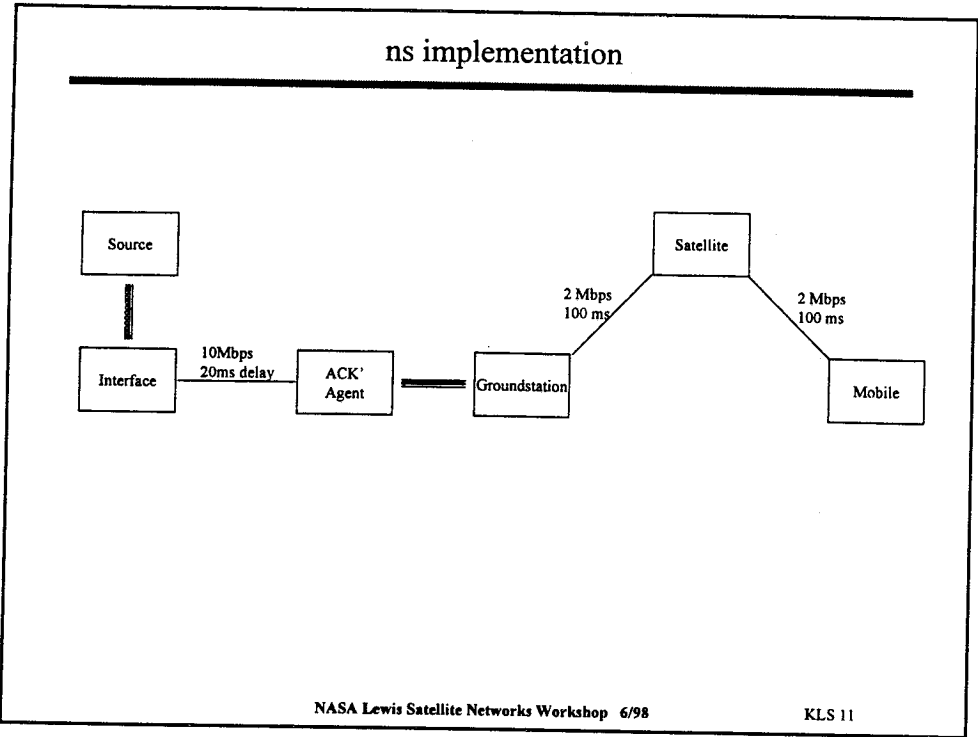 ns implementation
Source
Satellite
2 Mbps
100 ms
2 Mbps
100 ms
10Mbps
20ms delay
Interface
ACK'
Agent
Groundstation
Mobile
NASA Lewis Satellite Networks Workshop 6/98
KLS 11